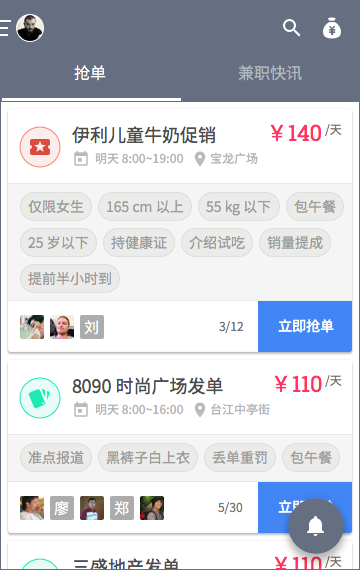 抢单 兼职快讯
伊利儿童牛奶促销 ¥140/天
明天 8:00~19:00 宝龙广场
仅限女生 165 cm 以上 55 kg 以下 包午餐
25 岁以下 持健康证 介绍试吃 销量提成
提前半小时到
刘 3/12 立即抢单
8090 时尚广场发单 ¥110/天
明天 8:00~16:00 台江中亭街
准点报道 黑裤子白上衣 丢单重罚 包午餐
廖 郑 5/30 立即
三盛地产发单 ¥110/天